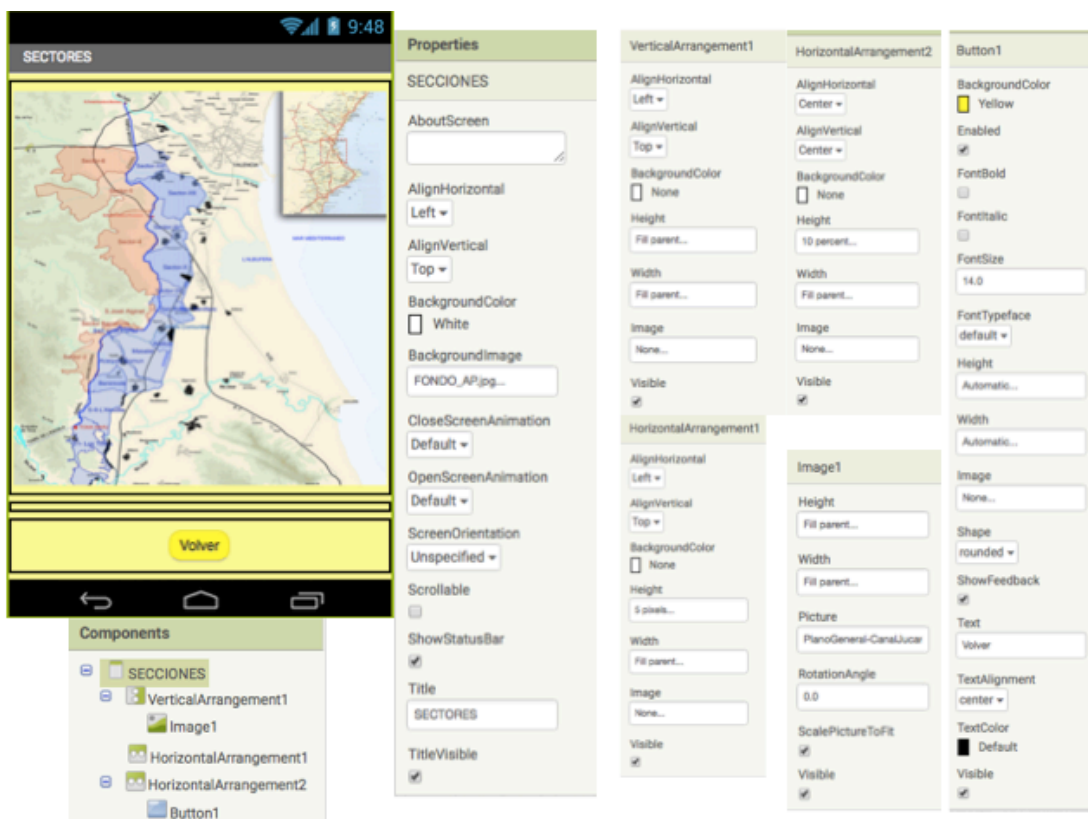 9:48
SECTORES
VALENCIA
MAR MEDITERRANEO
L'ALBUFERA
Volver
Components
SECCIONES
VerticalArrangement1
Image1
HorizontalArrangement1
HorizontalArrangement2
Button1
Properties
SECCIONES
AboutScreen
AlignHorizontal
Left
AlignVertical
Top
BackgroundColor
White
BackgroundImage
FONDO_AP.jpg...
CloseScreenAnimation
Default
OpenScreenAnimation
Default
ScreenOrientation
Unspecified
Scrollable
ShowStatusBar
Title
SECTORES
TitleVisible
VerticalArrangement1
AlignHorizontal
Left
AlignVertical
Top
BackgroundColor
None
Height
Fill parent...
Width
Fill parent...
Image
None...
Visible
HorizontalArrangement1
AlignHorizontal
Left
AlignVertical
Top
BackgroundColor
None
Height
5 pixels...
Width
Fill parent...
Image
None...
Visible
HorizontalArrangement2
AlignHorizontal
Center
AlignVertical
Center
BackgroundColor
None
Height
10 percent...
Width
Fill parent...
Image
None...
Visible
Image1
Height
Fill parent...
Width
Fill parent...
Picture
PlanoGeneral-CanalJucar
RotationAngle
0.0
ScalePictureToFit
Visible
Button1
BackgroundColor
Yellow
Enabled
FontBold
FontItalic
FontSize
14.0
FontTypeface
default
Height
Automatic...
Width
Automatic...
Image
None...
Shape
rounded
ShowFeedback
Text
Volver
TextAlignment
center
TextColor
Default
Visible